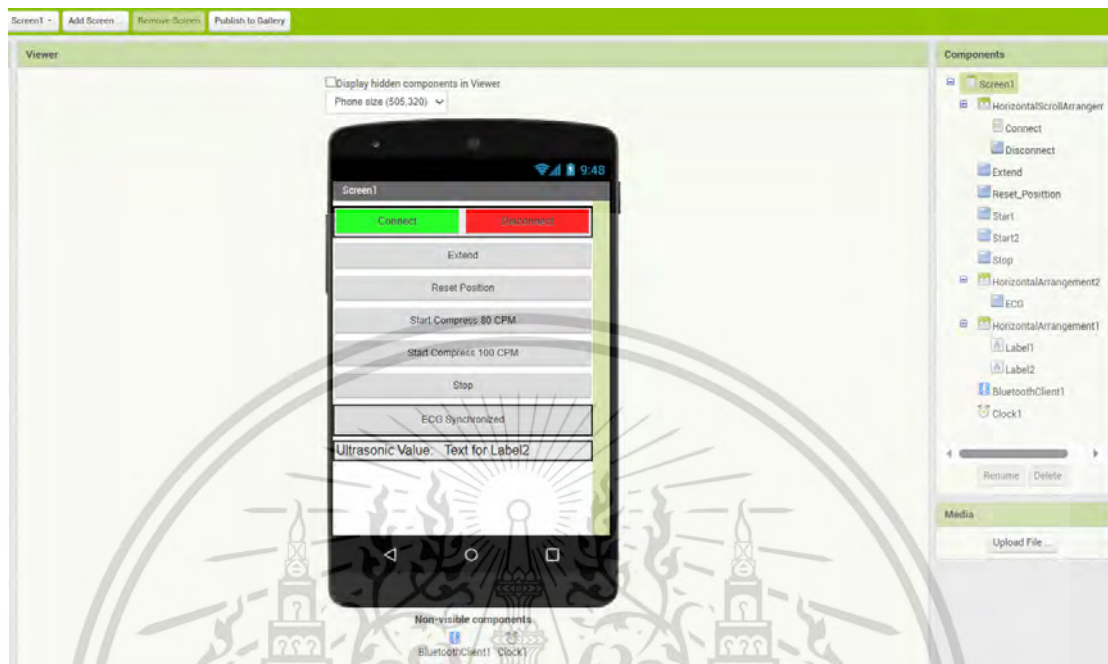 Screen1 Add Screen ... Remove Screen Publish to Gallery
Viewer
Display hidden components in Viewer
Phone size (505,320)
9:48
Screen1
Connect Disconnect
Extend
Reset Position
Start Compress 80 CPM
Start Compress 100 CPM
Stop
ECG Synchronized
Ultrasonic Value: Text for Label2
Non-visible components
BluetoothClient1 Clock1
Components
Screen1
HorizontalScrollArrangem
Connect
Disconnect
Extend
Reset_Posittion
Start
Start2
Stop
HorizontalArrangement2
ECG
HorizontalArrangement1
Label1
Label2
BluetoothClient1
Clock1
Rename Delete
Media
Upload File ...